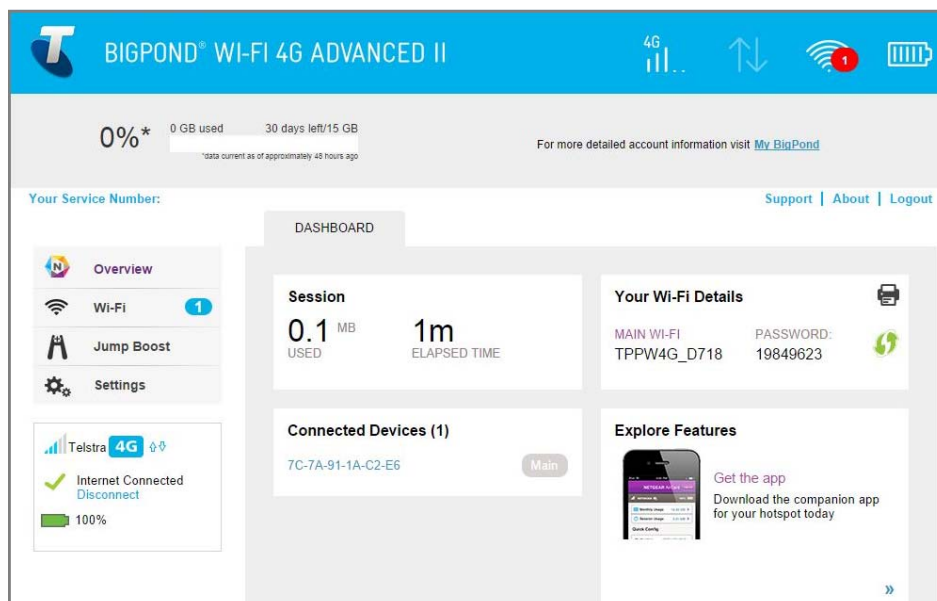 BIGPOND® WI-FI 4G ADVANCED II
4G
1
0%*
0 GB used 30 days left/15 GB
*data current as of approximately 48 hours ago
For more detailed account information visit My BigPond
Your Service Number:
Support | About | Logout
DASHBOARD
Overview
Wi-Fi 1
Jump Boost
Settings
Telstra 4G
Internet Connected
Disconnect
100%
Session
0.1 MB 1m
USED ELAPSED TIME
Your Wi-Fi Details
MAIN WI-FI PASSWORD:
TPPW4G_D718 19849623
Connected Devices (1)
7C-7A-91-1A-C2-E6 Main
Explore Features
Get the app
Download the companion app
for your hotspot today
»